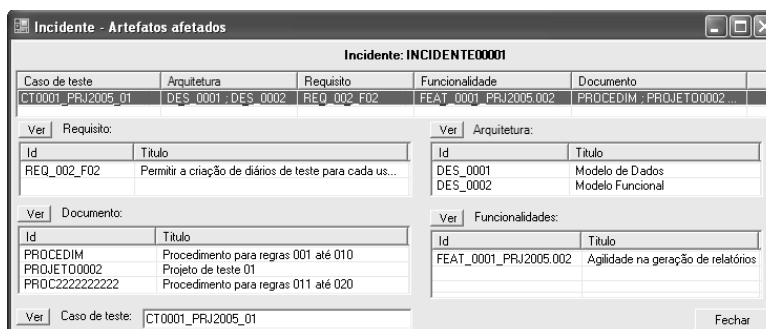 Incidente - Artefatos afetados
Incidente: INCIDENTE00001
Caso de teste Arquitetura Requisito Funcionalidade Documento
CT0001_PRJ2005_01 DES_0001 ; DES_0002 REQ_002_F02 FEAT_0001_PRJ2005.002 PROCEDIM ; PROJETO0002...
Ver Requisito:
Id Titulo
REQ_002_F02 Permitir a criação de diários de teste para cada us...
Ver Arquitetura:
Id Titulo
DES_0001 Modelo de Dados
DES_0002 Modelo Funcional
Ver Documento:
Id Titulo
PROCEDIM Procedimento para regras 001 até 010
PROJETO0002 Projeto de teste 01
PROC2222222222 Procedimento para regras 011 até 020
Ver Funcionalidades:
Id Titulo
FEAT_0001_PRJ2005.002 Agilidade na geração de relatórios
Ver Caso de teste: CT0001_PRJ2005_01
Fechar